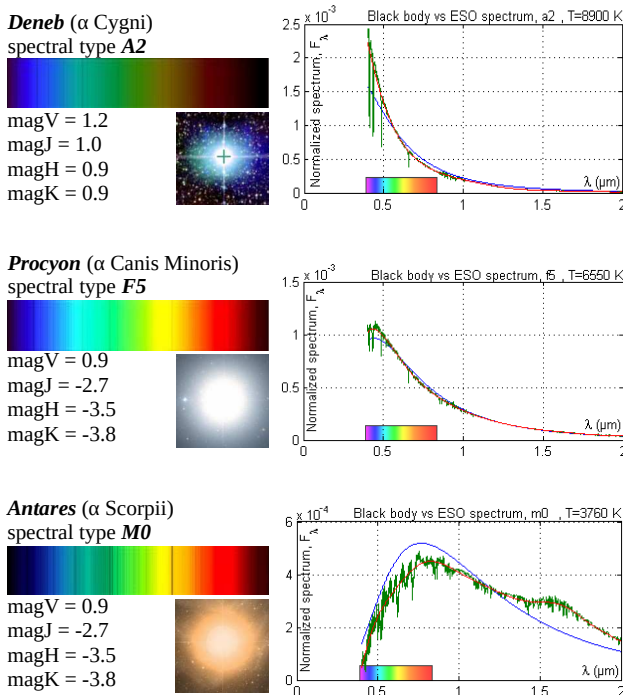 Deneb (α Cygni)
spectral type A2
magV = 1.2
magJ = 1.0
magH = 0.9
magK = 0.9
2.5 x 10⁻³ Black body vs ESO spectrum, a2 , T=8900 K
2
1.5
1
0.5
0
Normalized spectrum, F_λ
λ (μm)
0.5 1 1.5 2
Procyon (α Canis Minoris)
spectral type F5
magV = 0.9
magJ = -2.7
magH = -3.5
magK = -3.8
1.5 x 10⁻³ Black body vs ESO spectrum, f5 , T=6550 K
1
0.5
0
Normalized spectrum, F_λ
λ (μm)
0 0.5 1 1.5 2
Antares (α Scorpii)
spectral type M0
magV = 0.9
magJ = -2.7
magH = -3.5
magK = -3.8
6 x 10⁻⁴ Black body vs ESO spectrum, m0 , T=3760 K
4
2
0
Normalized spectrum, F_λ
λ (μm)
0 0.5 1 1.5 2